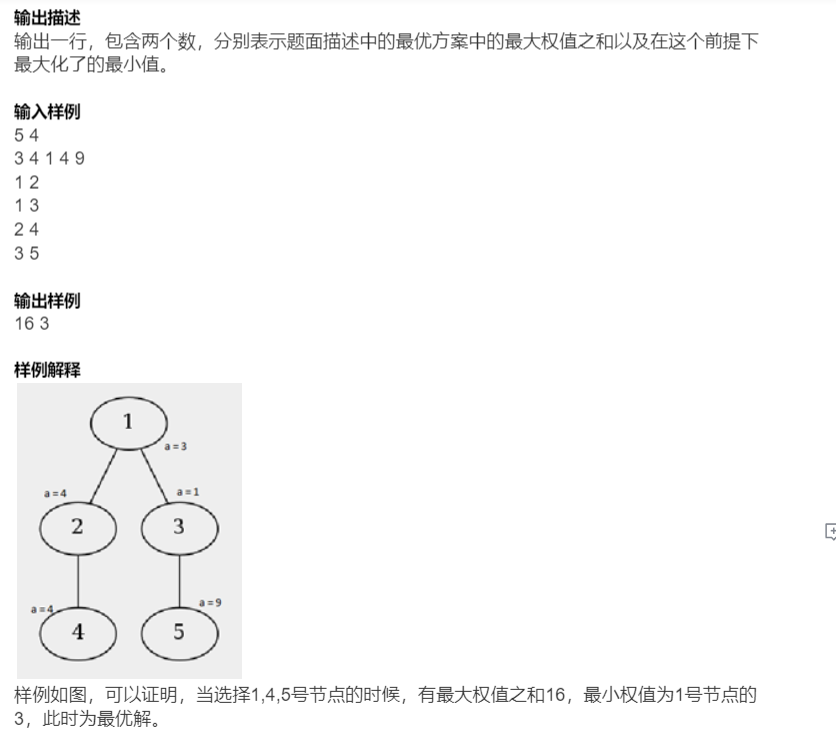 输出描述
输出一行，包含两个数，分别表示题面描述中的最优方案中的最大权值之和以及在这个前提下
最大化了的最小值。
输入样例
5 4
3 4 1 4 9
1 2
1 3
2 4
3 5
输出样例
16 3
样例解释
1
a=3
a=4
a=1
2
3
a=4
a=9
4
5
样例如图，可以证明，当选择1,4,5号节点的时候，有最大权值之和16，最小权值为1号节点的
3，此时为最优解。